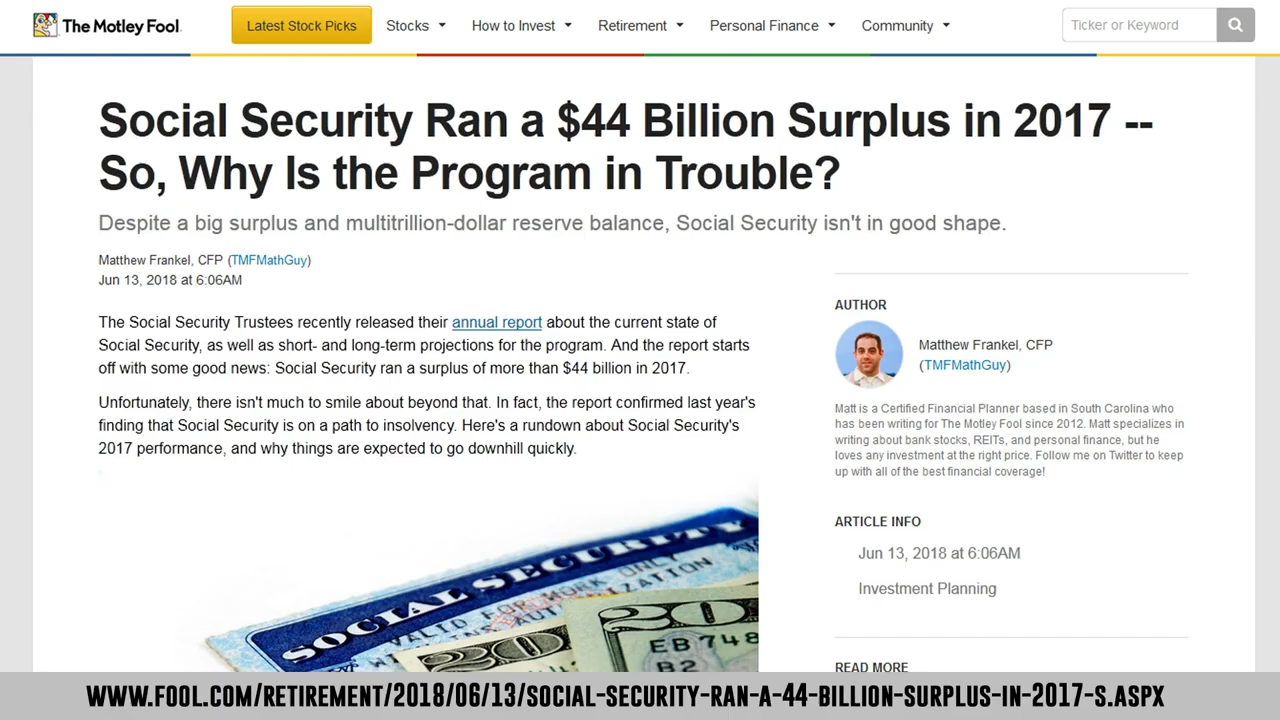 The Motley Fool.
Latest Stock Picks
Stocks
How to Invest
Retirement
Personal Finance
Community
Ticker or Keyword
Social Security Ran a $44 Billion Surplus in 2017 --
So, Why Is the Program in Trouble?
Despite a big surplus and multitrillion-dollar reserve balance, Social Security isn't in good shape.
Matthew Frankel, CFP (TMFMathGuy)
Jun 13, 2018 at 6:06AM
The Social Security Trustees recently released their annual report about the current state of
Social Security, as well as short- and long-term projections for the program. And the report starts
off with some good news: Social Security ran a surplus of more than $44 billion in 2017.
Unfortunately, there isn't much to smile about beyond that. In fact, the report confirmed last year's
finding that Social Security is on a path to insolvency. Here's a rundown about Social Security's
2017 performance, and why things are expected to go downhill quickly.
SOCIAL SECURITY
VALID FOR WORK ONLY
20
20
EB 748
B2
AUTHOR
Matthew Frankel, CFP
(TMFMathGuy)
Matt is a Certified Financial Planner based in South Carolina who
has been writing for The Motley Fool since 2012. Matt specializes in
writing about bank stocks, REITs, and personal finance, but he
loves any investment at the right price. Follow me on Twitter to keep
up with all of the best financial coverage!
ARTICLE INFO
Jun 13, 2018 at 6:06AM
Investment Planning
READ MORE
WWW.FOOL.COM/RETIREMENT/2018/06/13/SOCIAL-SECURITY-RAN-A-44-BILLION-SURPLUS-IN-2017-S.ASPX